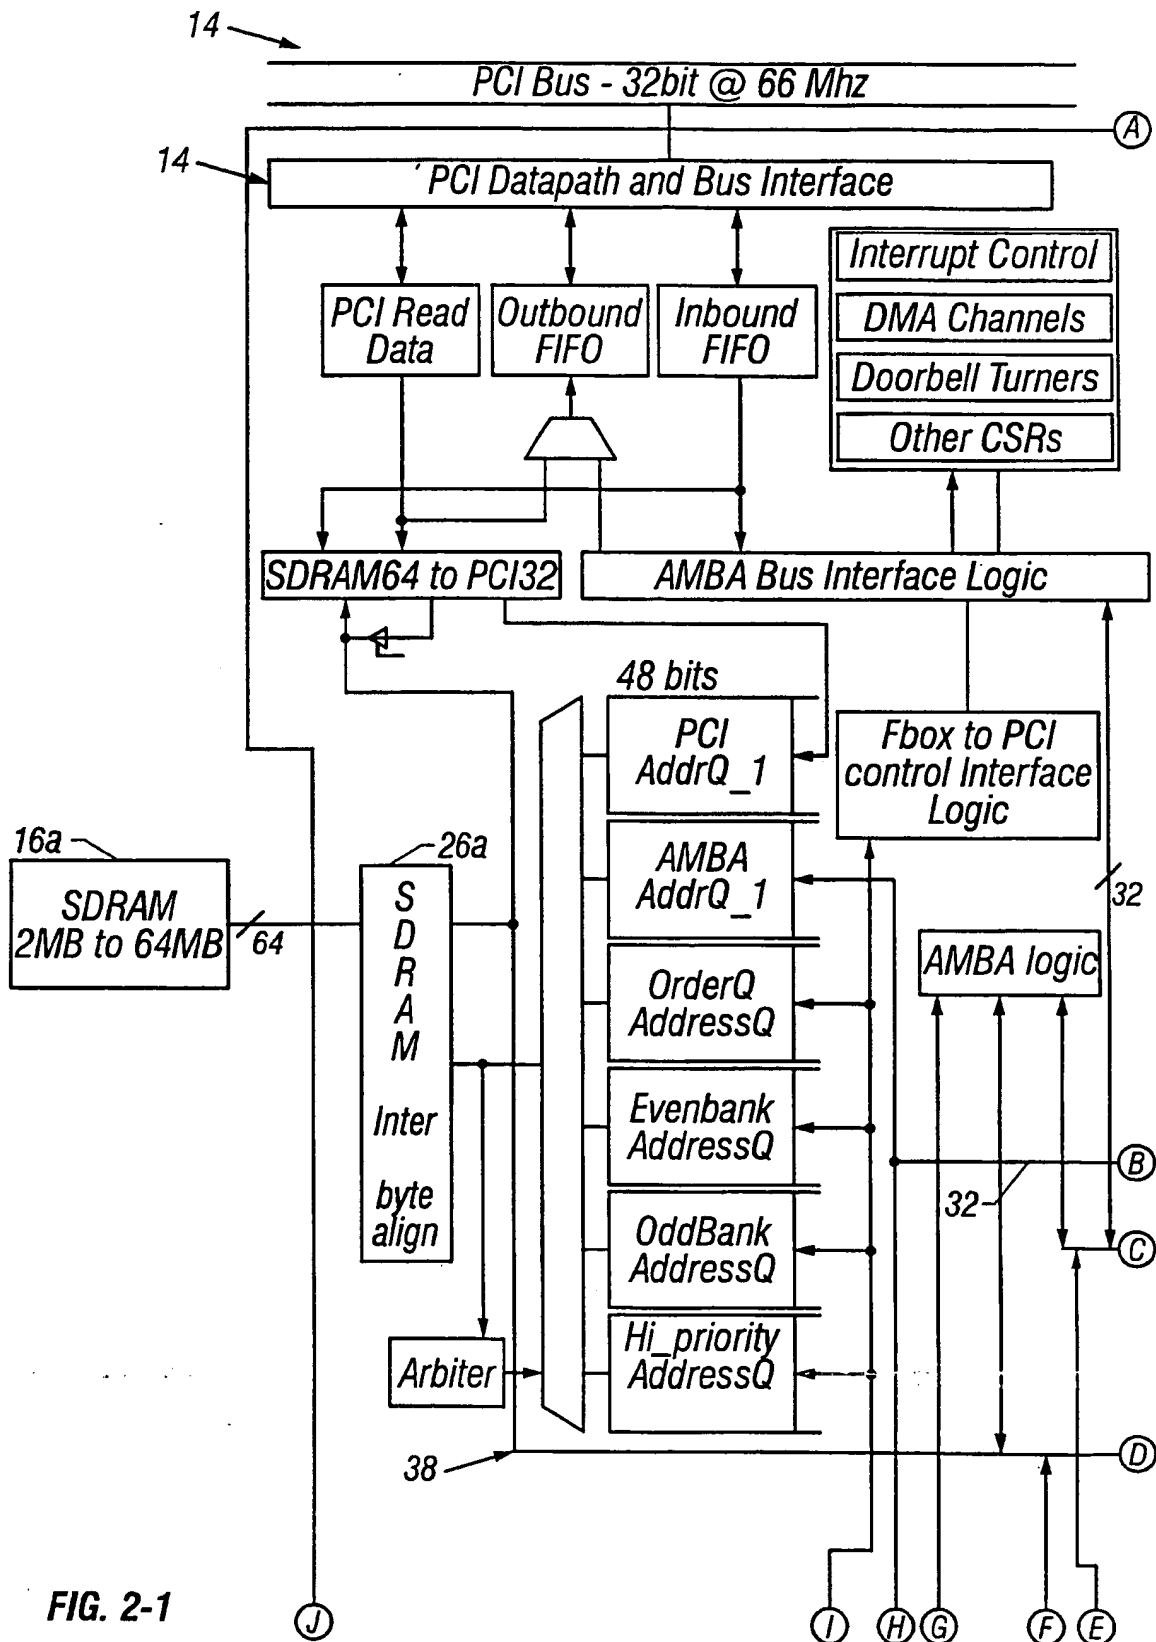 14
PCI Bus - 32bit @ 66 Mhz
A
14
PCI Datapath and Bus Interface
Interrupt Control
DMA Channels
Doorbell Turners
Other CSRs
PCI Read
Data
Outbound
FIFO
Inbound
FIFO
SDRAM64 to PCI32
AMBA Bus Interface Logic
48 bits
PCI
AddrQ_1
Fbox to PCI
control Interface
Logic
16a
SDRAM
2MB to 64MB
64
26a
SDRAM
Inter
byte
align
AMBA
AddrQ_1
32
AMBA logic
OrderQ
AddressQ
Evenbank
AddressQ
B
32
OddBank
AddressQ
C
Arbiter
Hi_priority
AddressQ
38
D
FIG. 2-1
J
I
H
G
F
E